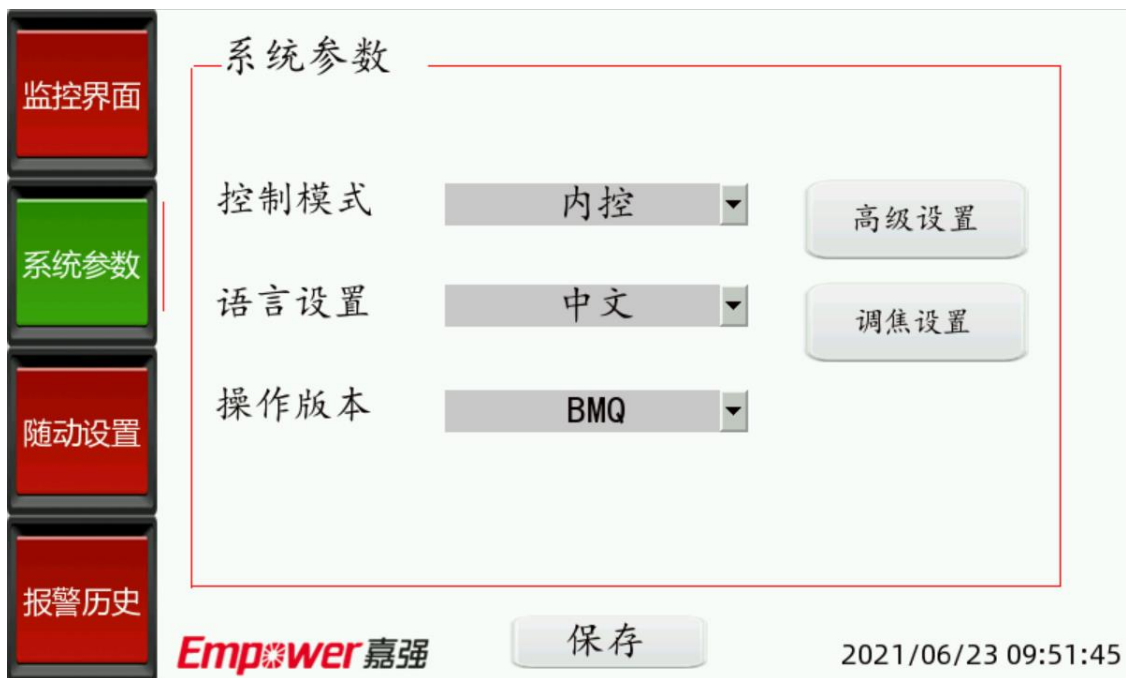 监控界面
系统参数
随动设置
报警历史
系统参数
控制模式
内控
高级设置
语言设置
中文
调焦设置
操作版本
BMQ
Empower嘉强
保存
2021/06/23 09:51:45